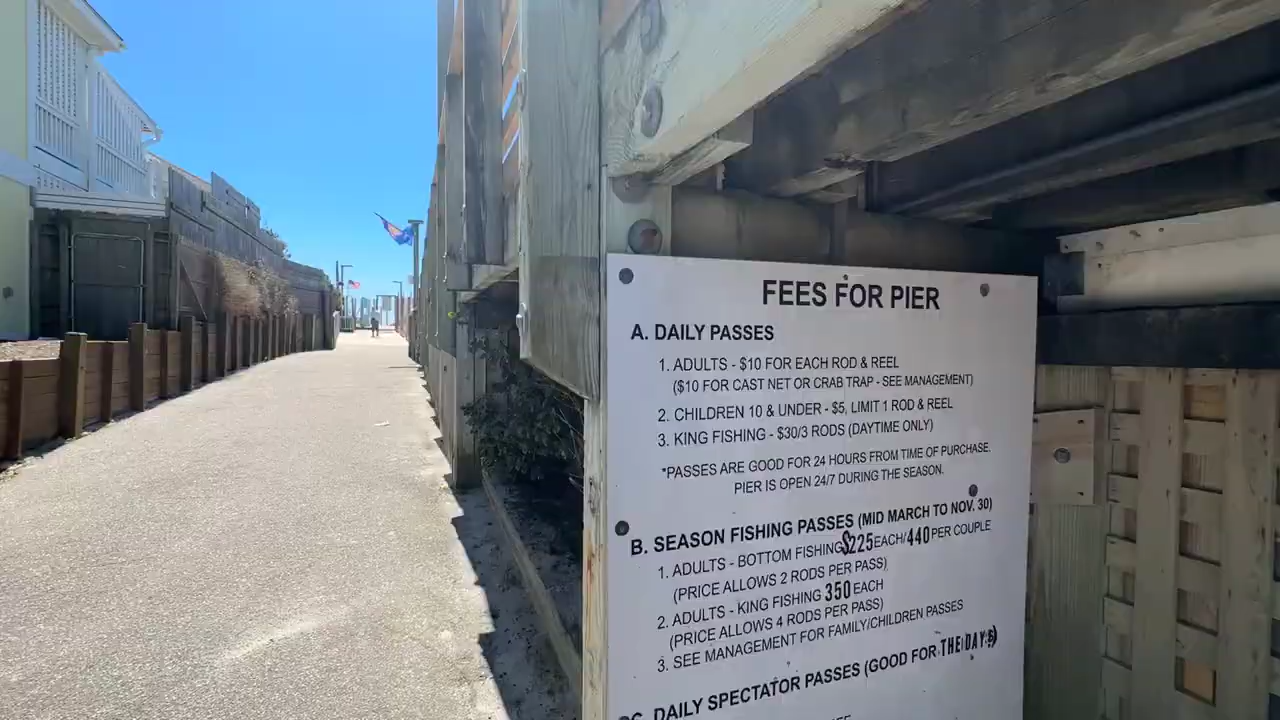 FEES FOR PIER
A. DAILY PASSES
1. ADULTS - $10 FOR EACH ROD & REEL
($10 FOR CAST NET OR CRAB TRAP - SEE MANAGEMENT)
2. CHILDREN 10 & UNDER - $5, LIMIT 1 ROD & REEL
3. KING FISHING - $30/3 RODS (DAYTIME ONLY)
*PASSES ARE GOOD FOR 24 HOURS FROM TIME OF PURCHASE.
PIER IS OPEN 24/7 DURING THE SEASON.
B. SEASON FISHING PASSES (MID MARCH TO NOV. 30)
1. ADULTS - BOTTOM FISHING $225 EACH/440 PER COUPLE
(PRICE ALLOWS 2 RODS PER PASS)
2. ADULTS - KING FISHING 350 EACH
(PRICE ALLOWS 4 RODS PER PASS)
3. SEE MANAGEMENT FOR FAMILY/CHILDREN PASSES
C. DAILY SPECTATOR PASSES (GOOD FOR THE DAY)